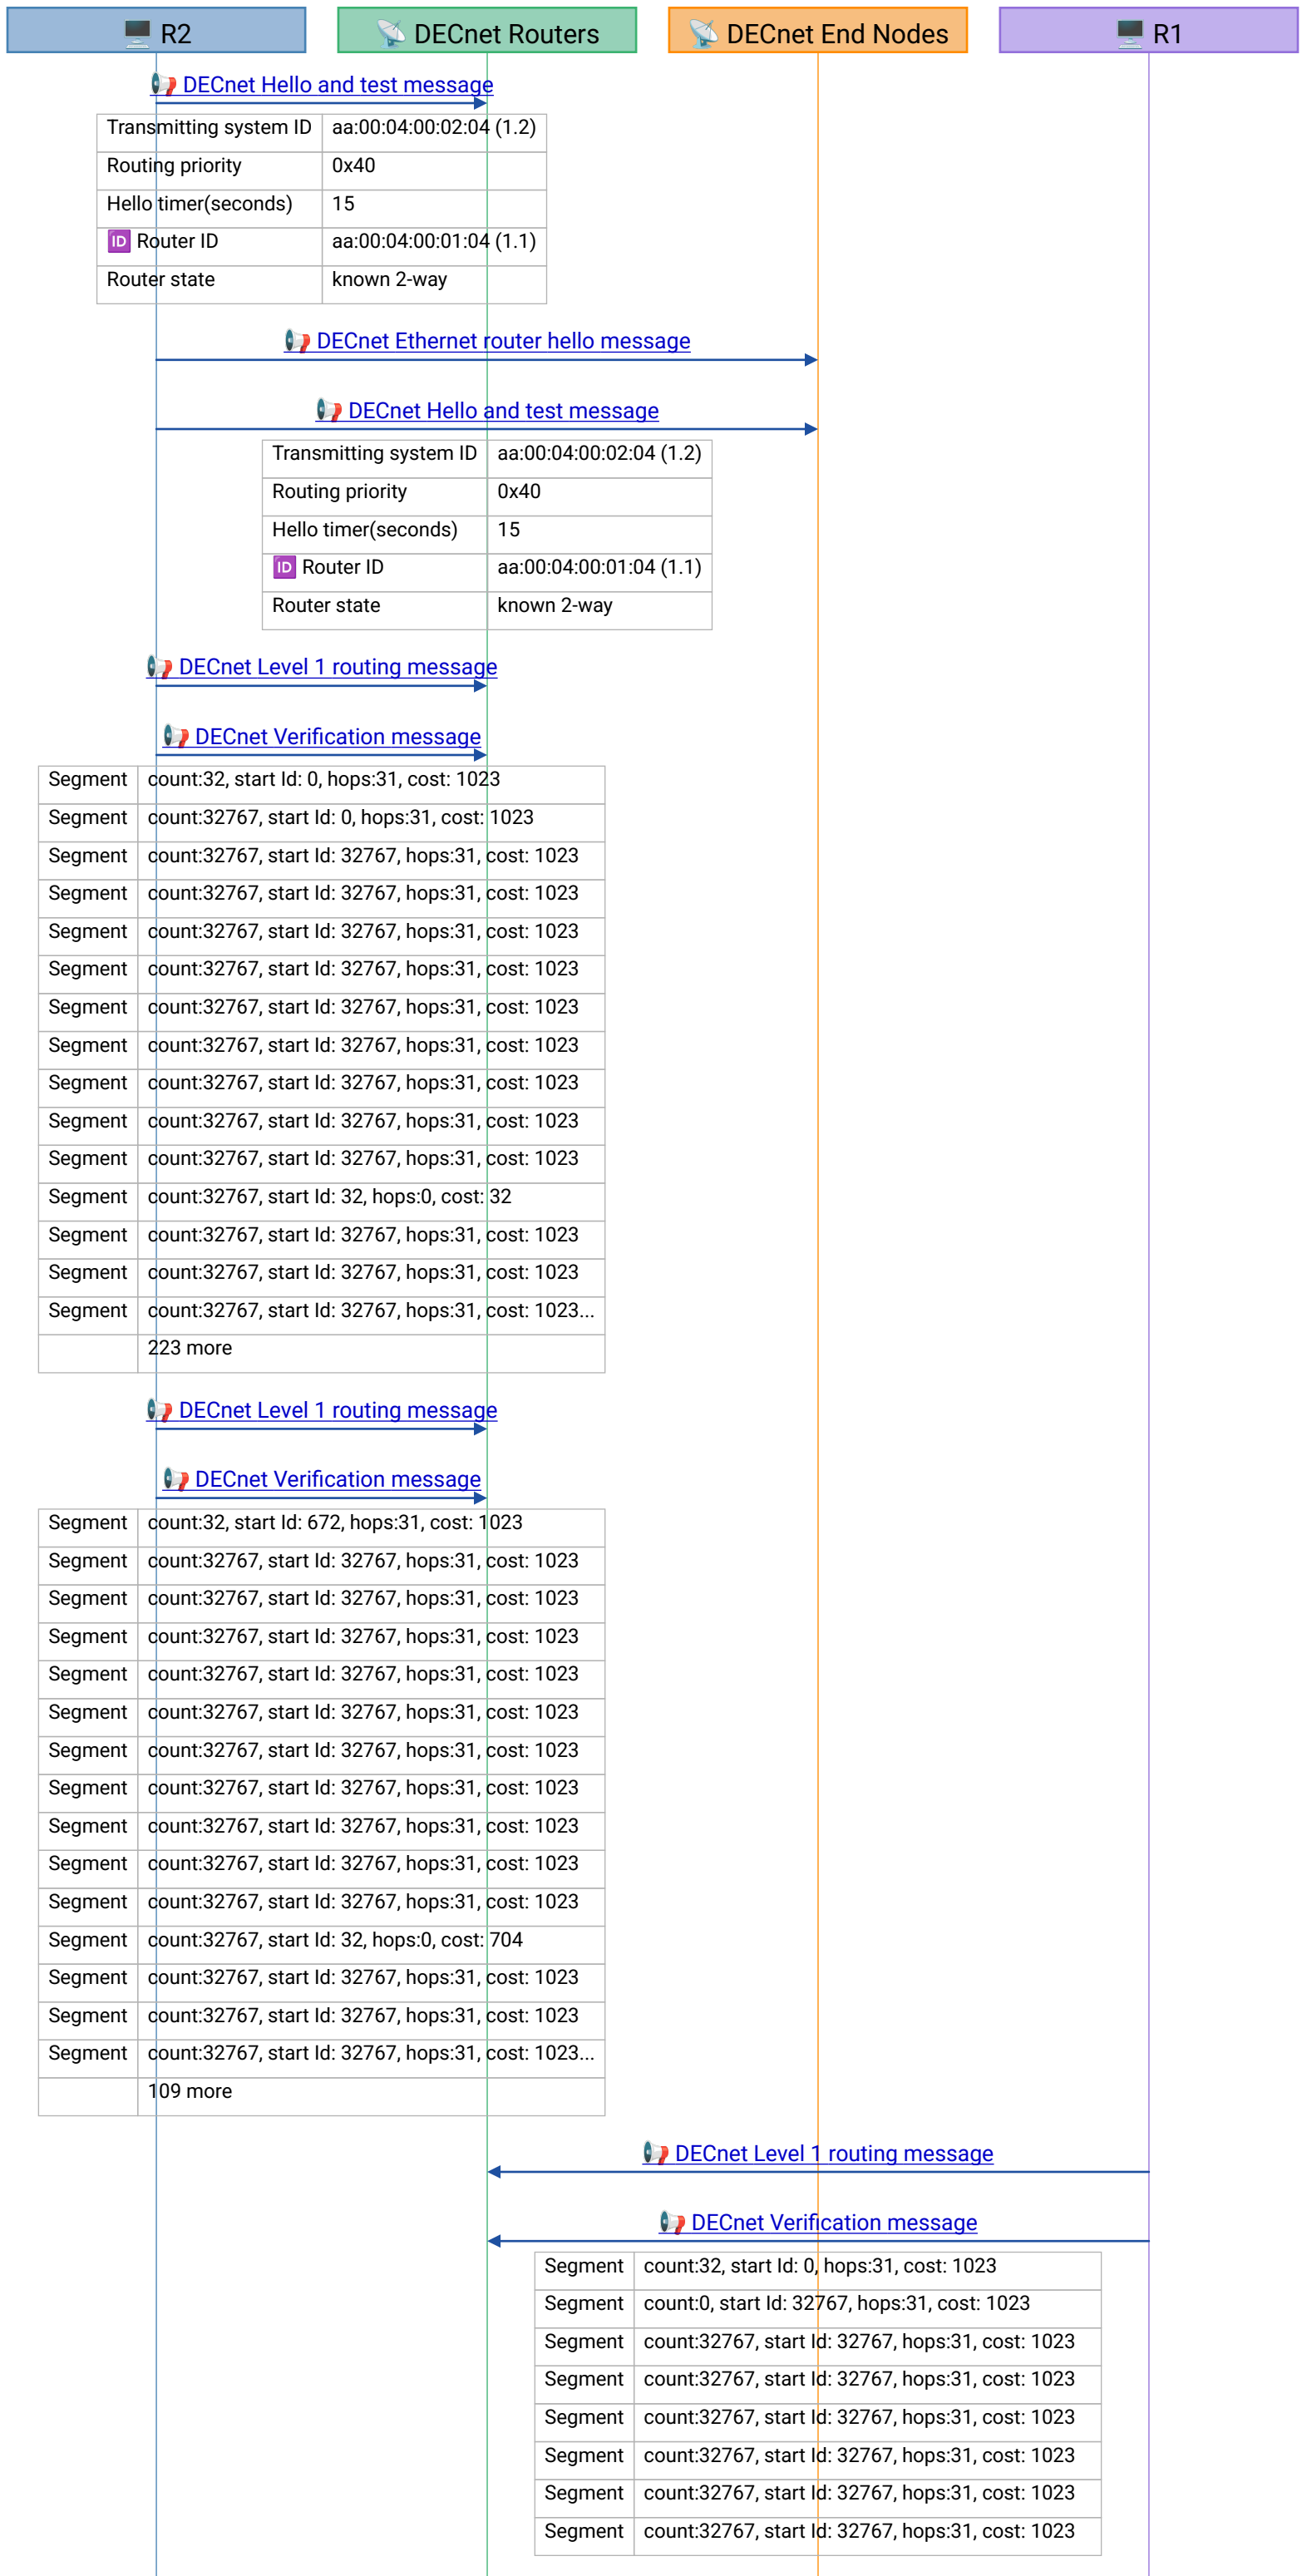 R2
DECnet Routers
DECnet End Nodes
R1
DECnet Hello and test message
Transmitting system ID aa:00:04:00:02:04 (1.2)
Routing priority 0x40
Hello timer(seconds) 15
🆔 Router ID aa:00:04:00:01:04 (1.1)
Router state known 2-way
DECnet Ethernet router hello message
DECnet Hello and test message
Transmitting system ID aa:00:04:00:02:04 (1.2)
Routing priority 0x40
Hello timer(seconds) 15
🆔 Router ID aa:00:04:00:01:04 (1.1)
Router state known 2-way
DECnet Level 1 routing message
DECnet Verification message
Segment count:32, start Id: 0, hops:31, cost: 1023
Segment count:32767, start Id: 0, hops:31, cost: 1023
Segment count:32767, start Id: 32767, hops:31, cost: 1023
Segment count:32767, start Id: 32767, hops:31, cost: 1023
Segment count:32767, start Id: 32767, hops:31, cost: 1023
Segment count:32767, start Id: 32767, hops:31, cost: 1023
Segment count:32767, start Id: 32767, hops:31, cost: 1023
Segment count:32767, start Id: 32767, hops:31, cost: 1023
Segment count:32767, start Id: 32767, hops:31, cost: 1023
Segment count:32767, start Id: 32767, hops:31, cost: 1023
Segment count:32767, start Id: 32767, hops:31, cost: 1023
Segment count:32767, start Id: 32, hops:0, cost: 32
Segment count:32767, start Id: 32767, hops:31, cost: 1023
Segment count:32767, start Id: 32767, hops:31, cost: 1023
Segment count:32767, start Id: 32767, hops:31, cost: 1023...
223 more
DECnet Level 1 routing message
DECnet Verification message
Segment count:32, start Id: 672, hops:31, cost: 1023
Segment count:32767, start Id: 32767, hops:31, cost: 1023
Segment count:32767, start Id: 32767, hops:31, cost: 1023
Segment count:32767, start Id: 32767, hops:31, cost: 1023
Segment count:32767, start Id: 32767, hops:31, cost: 1023
Segment count:32767, start Id: 32767, hops:31, cost: 1023
Segment count:32767, start Id: 32767, hops:31, cost: 1023
Segment count:32767, start Id: 32767, hops:31, cost: 1023
Segment count:32767, start Id: 32767, hops:31, cost: 1023
Segment count:32767, start Id: 32767, hops:31, cost: 1023
Segment count:32767, start Id: 32767, hops:31, cost: 1023
Segment count:32767, start Id: 32, hops:0, cost: 704
Segment count:32767, start Id: 32767, hops:31, cost: 1023
Segment count:32767, start Id: 32767, hops:31, cost: 1023
Segment count:32767, start Id: 32767, hops:31, cost: 1023...
109 more
DECnet Level 1 routing message
DECnet Verification message
Segment count:32, start Id: 0, hops:31, cost: 1023
Segment count:0, start Id: 32767, hops:31, cost: 1023
Segment count:32767, start Id: 32767, hops:31, cost: 1023
Segment count:32767, start Id: 32767, hops:31, cost: 1023
Segment count:32767, start Id: 32767, hops:31, cost: 1023
Segment count:32767, start Id: 32767, hops:31, cost: 1023
Segment count:32767, start Id: 32767, hops:31, cost: 1023
Segment count:32767, start Id: 32767, hops:31, cost: 1023